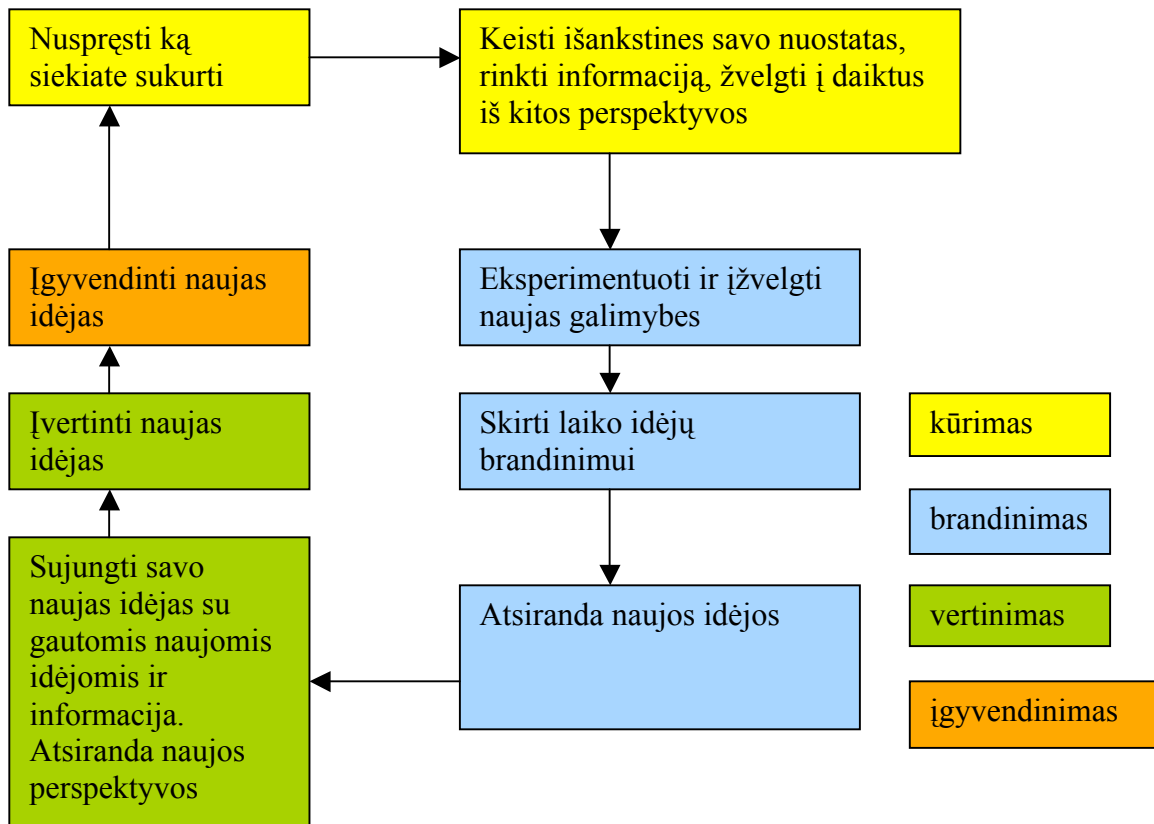 Nuspręsti ką
siekiate sukurti
Keisti išankstines savo nuostatas,
rinkti informaciją, žvelgti į daiktus
iš kitos perspektyvos
Eksperimentuoti ir įžvelgti
naujas galimybes
Skirti laiko idėjų
brandinimui
Atsiranda naujos idėjos
Sujungti savo
naujas idėjas su
gautomis naujomis
idėjomis ir
informacija.
Atsiranda naujos
perspektyvos
Įvertinti naujas
idėjas
Įgyvendinti naujas
idėjas
kūrimas
brandinimas
vertinimas
įgyvendinimas